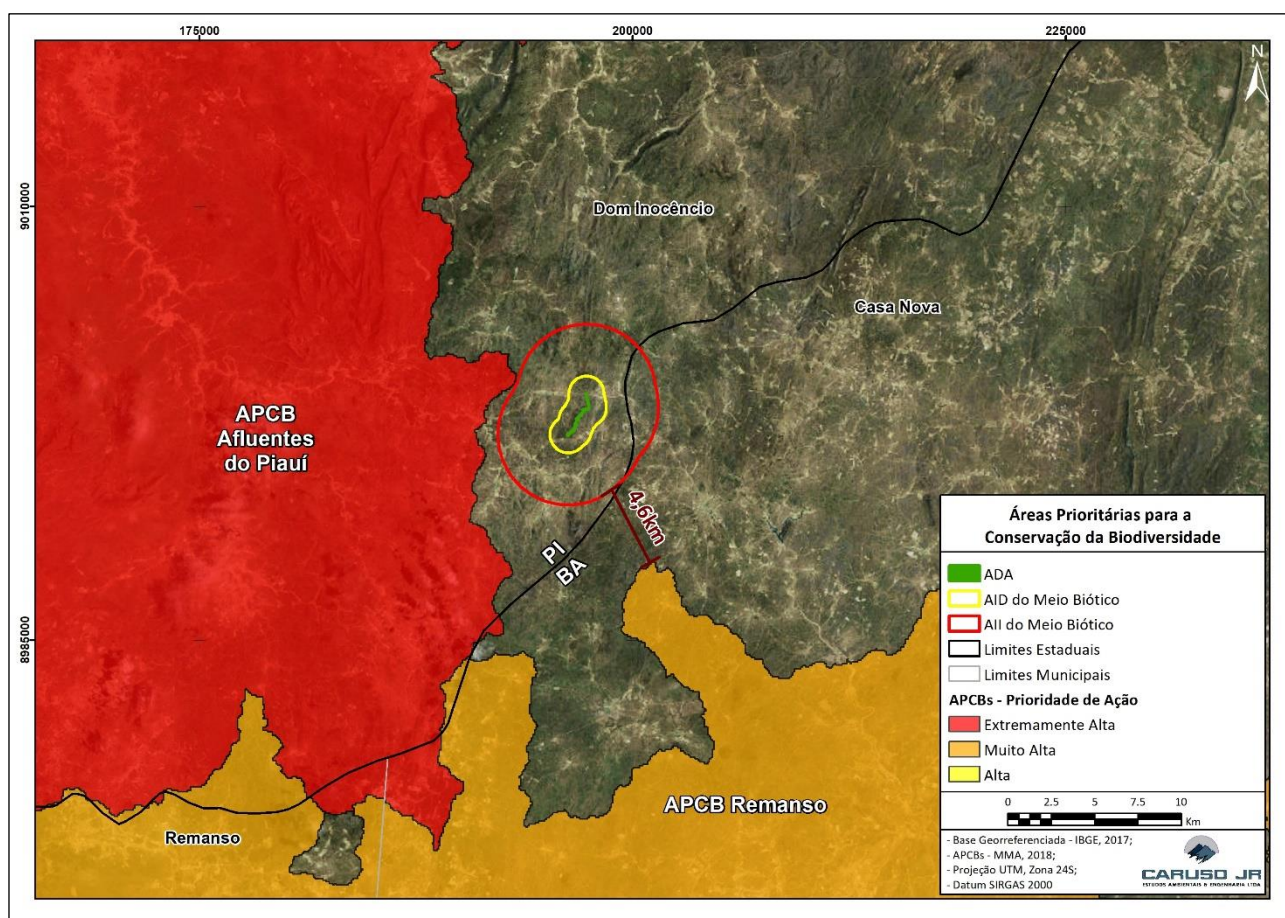 175000
200000
225000
N
9010000
Dom Inocêncio
Casa Nova
APCB
Afluentes
do Piauí
4,6km
PI
BA
8985000
APCB Remanso
Remanso
Áreas Prioritárias para a
Conservação da Biodiversidade
ADA
AID do Meio Biótico
AII do Meio Biótico
Limites Estaduais
Limites Municipais
APCBs - Prioridade de Ação
Extremamente Alta
Muito Alta
Alta
0 2.5 5 7.5 10
Km
- Base Georreferenciada - IBGE, 2017;
- APCBs - MMA, 2018;
- Projeção UTM, Zona 24S;
- Datum SIRGAS 2000
CARUSO JR
ESTUDOS AMBIENTAIS & ENGENHARIA LTDA